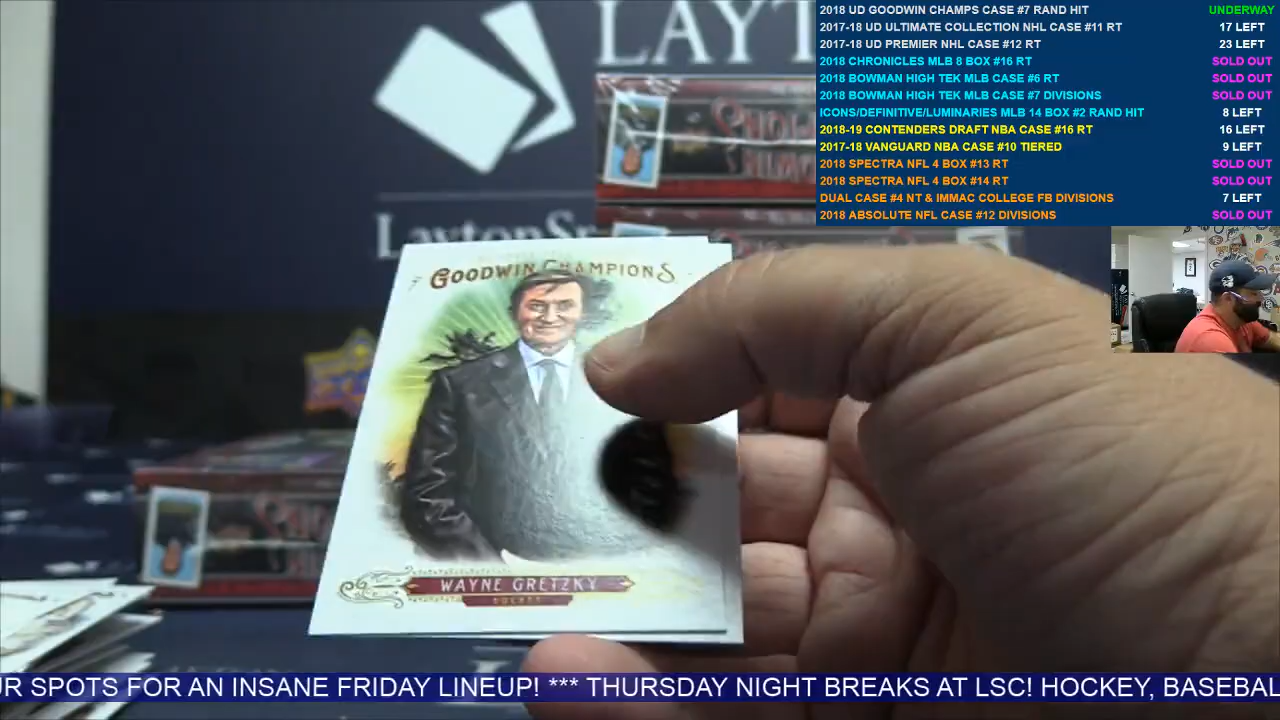 LAYT
2018 UD GOODWIN CHAMPS CASE #7 RAND HIT UNDERWAY
2017-18 UD ULTIMATE COLLECTION NHL CASE #11 RT 17 LEFT
2017-18 UD PREMIER NHL CASE #12 RT 23 LEFT
2018 CHRONICLES MLB 8 BOX #16 RT SOLD OUT
2018 BOWMAN HIGH TEK MLB CASE #6 RT SOLD OUT
2018 BOWMAN HIGH TEK MLB CASE #7 DIVISIONS SOLD OUT
ICONS/DEFINITIVE/LUMINARIES MLB 14 BOX #2 RAND HIT 8 LEFT
2018-19 CONTENDERS DRAFT NBA CASE #16 RT 16 LEFT
2017-18 VANGUARD NBA CASE #10 TIERED 9 LEFT
2018 SPECTRA NFL 4 BOX #13 RT SOLD OUT
2018 SPECTRA NFL 4 BOX #14 RT SOLD OUT
DUAL CASE #4 NT & IMMAC COLLEGE FB DIVISIONS 7 LEFT
2018 ABSOLUTE NFL CASE #12 DIVISIONS SOLD OUT
LaytonSp
GOODWIN CHAMPIONS
WAYNE GRETZKY
HOCKEY
UR SPOTS FOR AN INSANE FRIDAY LINEUP! *** THURSDAY NIGHT BREAKS AT LSC! HOCKEY, BASEBAL